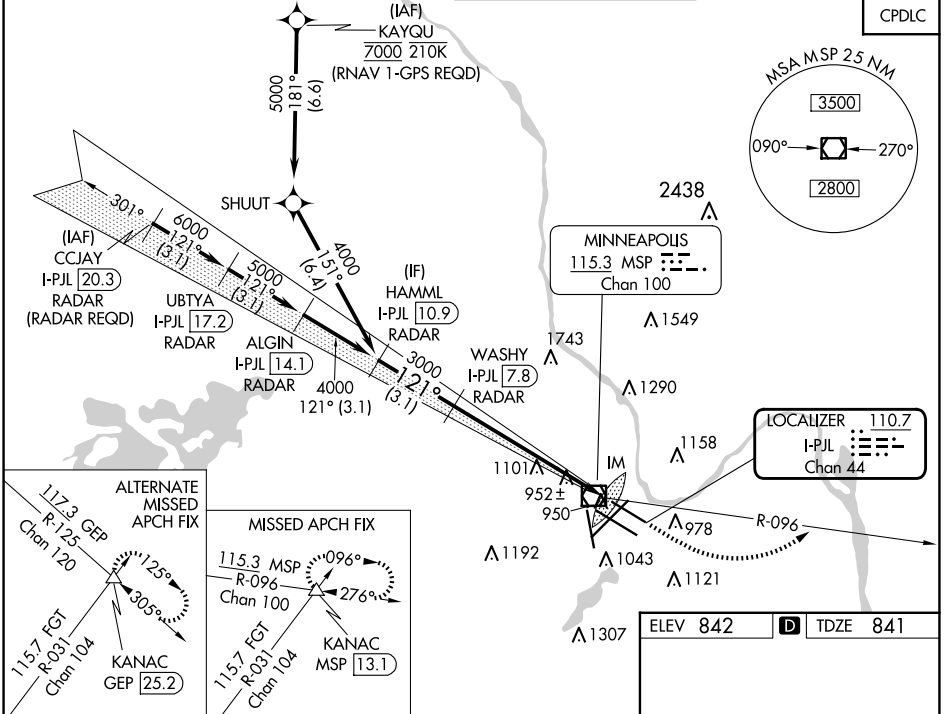 (IAF)
KAYQU
7000 210K
(RNAV 1-GPS REQD)
CPDLC
MSA MSP 25 NM
3500
090°
270°
2800
5000
181°
(6.6)
SHUUT
4000
151°
(6.4)
301°
6000
121°
(3.1)
5000
121°
(3.1)
(IAF)
CCJAY
I-PJL 20.3
RADAR
(RADAR REQD)
UBTYA
I-PJL 17.2
RADAR
ALGIN
I-PJL 14.1
RADAR
4000
121° (3.1)
(IF)
HAMML
I-PJL 10.9
RADAR
3000
121°
(3.1)
WASHY
I-PJL 7.8
RADAR
2438
MINNEAPOLIS
115.3 MSP
Chan 100
1549
1743
1290
1158
LOCALIZER 110.7
I-PJL
Chan 44
1101
952±
950
IM
978
R-096
1192
1043
1121
1307
ALTERNATE
MISSED
APCH FIX
117.3 GEP
R-125
Chan 120
125°
305°
115.7 FGT
R-031
Chan 104
KANAC
GEP 25.2
MISSED APCH FIX
115.3 MSP
R-096
Chan 100
096°
276°
115.7 FGT
R-031
Chan 104
KANAC
MSP 13.1
ELEV 842 D TDZE 841